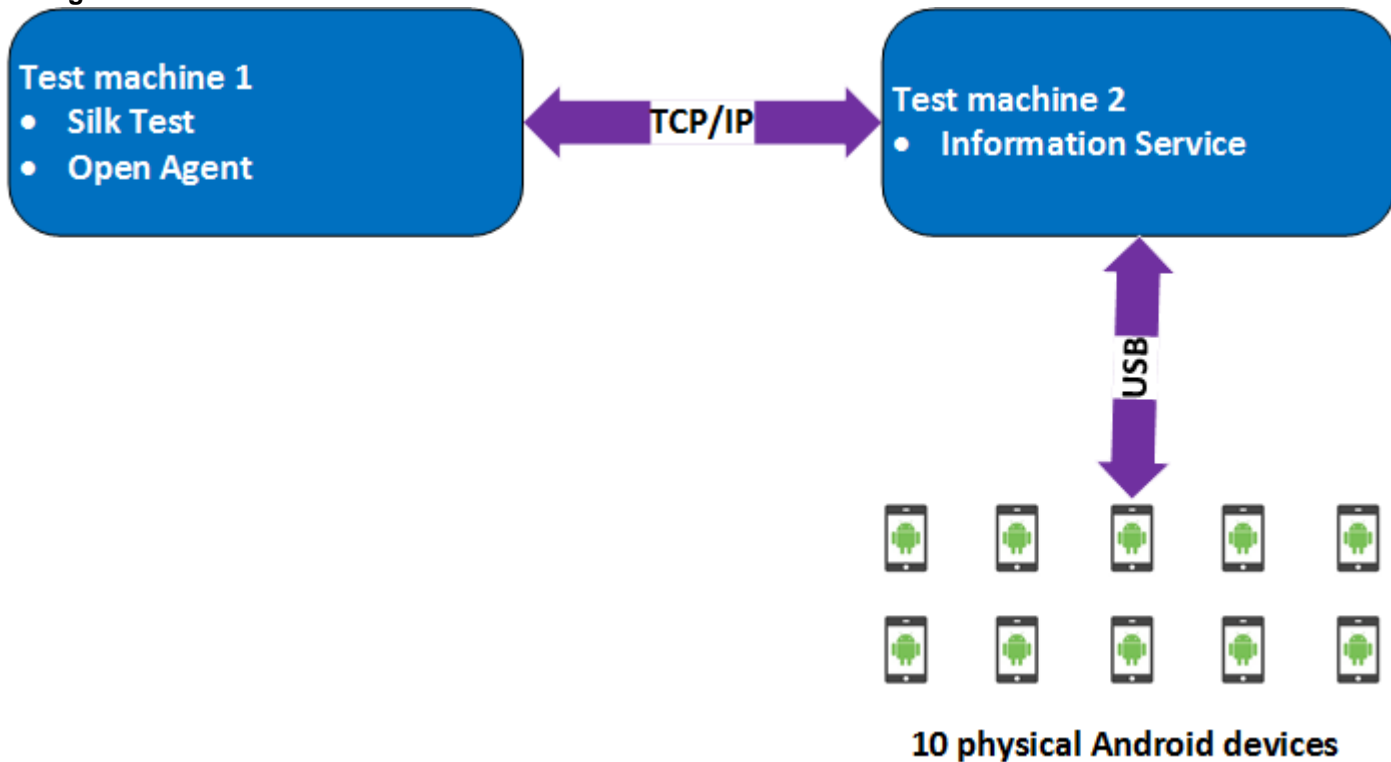 Test machine 1
• Silk Test
• Open Agent
TCP/IP
Test machine 2
• Information Service
USB
10 physical Android devices